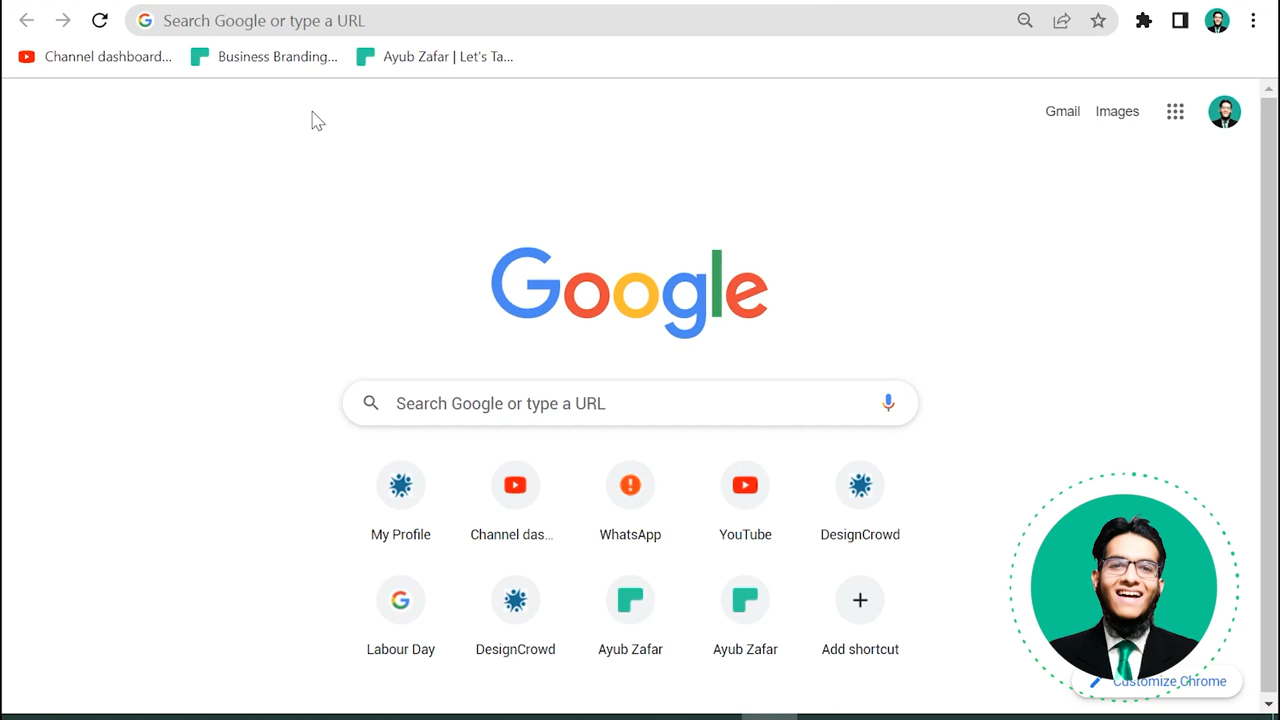 Search Google or type a URL
Channel dashboard... Business Branding... Ayub Zafar | Let's Ta...
Gmail Images
Google
Search Google or type a URL
My Profile Channel das... WhatsApp YouTube DesignCrowd
Labour Day DesignCrowd Ayub Zafar Ayub Zafar Add shortcut
Customize Chrome